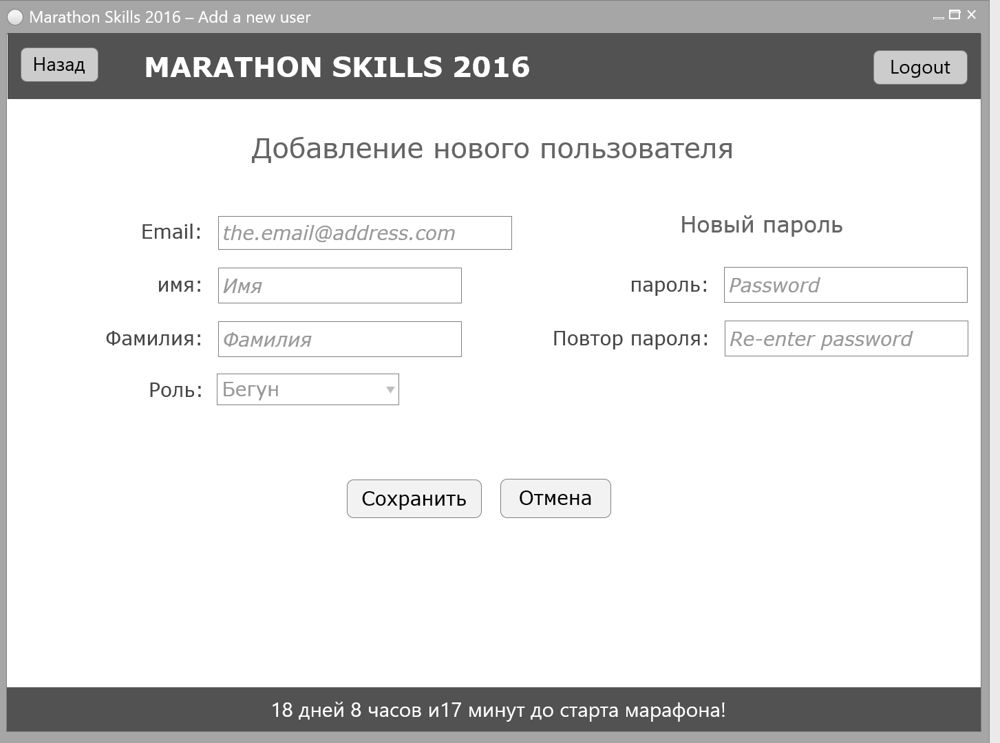 Marathon Skills 2016 – Add a new user
Назад
MARATHON SKILLS 2016
Logout
Добавление нового пользователя
Email:
the.email@address.com
Новый пароль
имя:
Имя
пароль:
Password
Фамилия:
Фамилия
Повтор пароля:
Re-enter password
Роль:
Бегун
Сохранить
Отмена
18 дней 8 часов и17 минут до старта марафона!